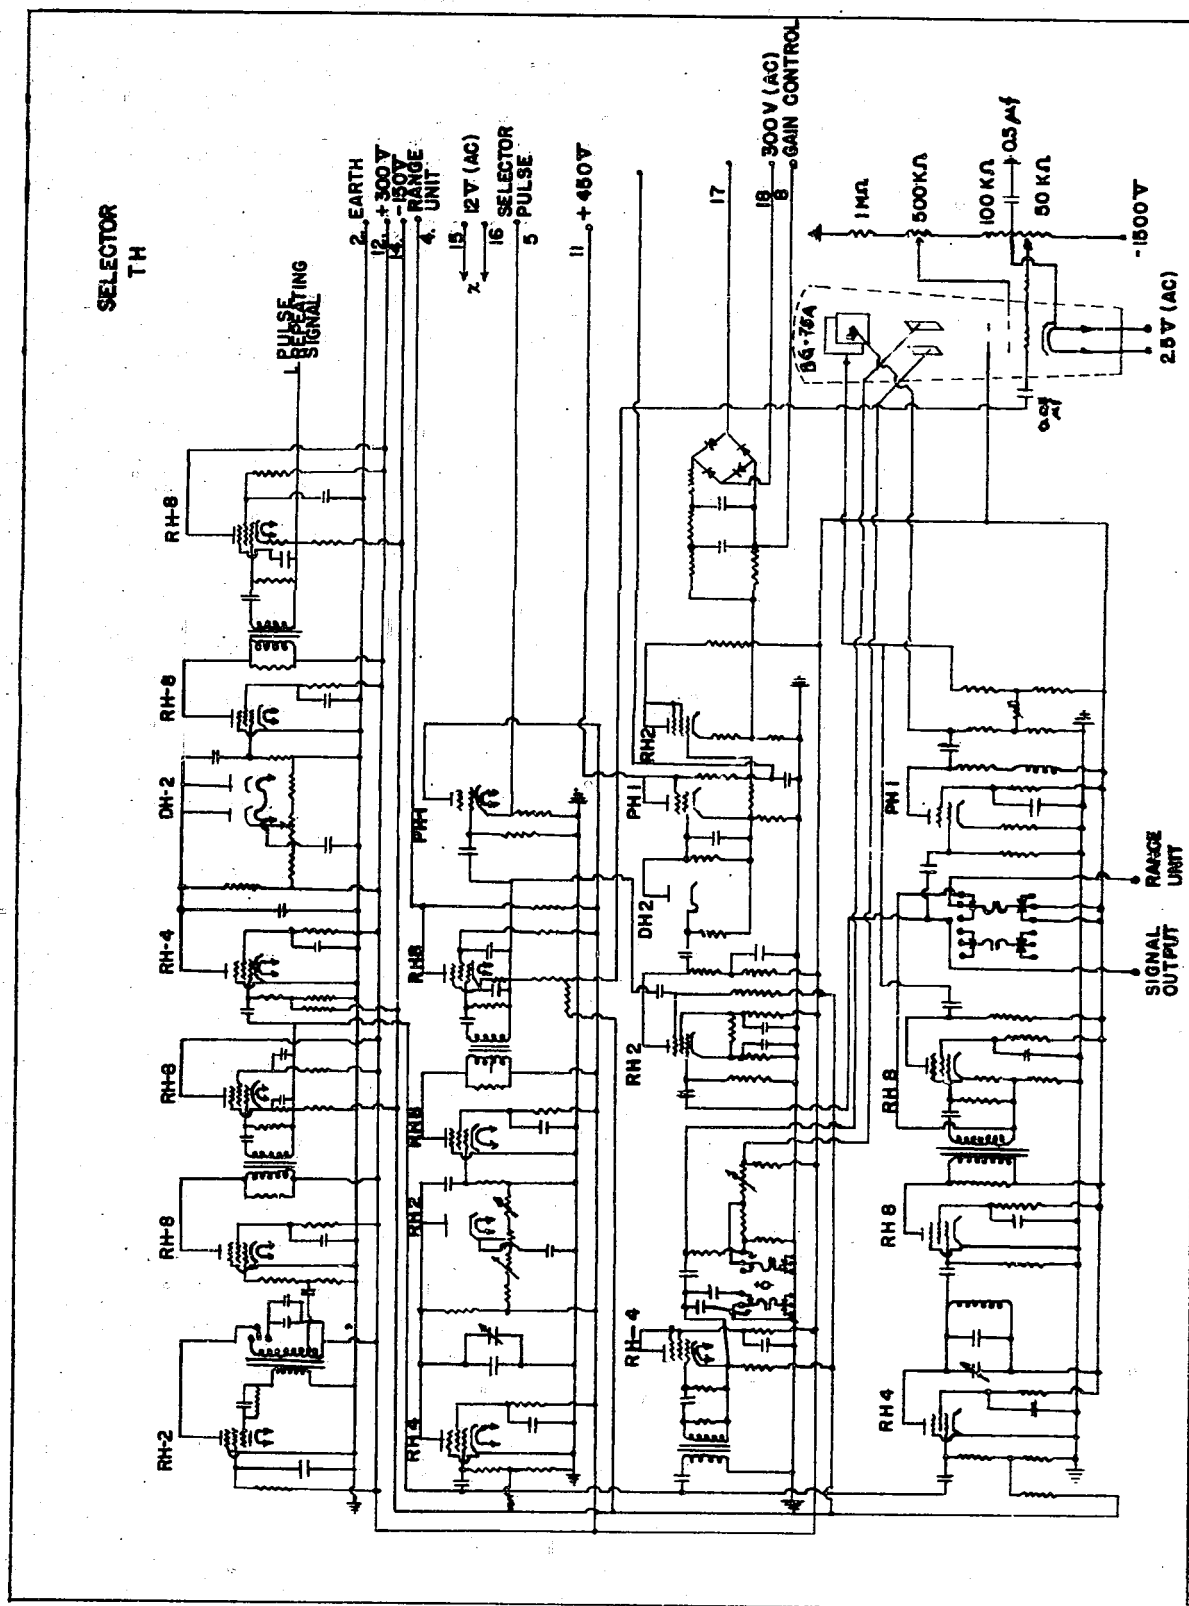 SELECTOR
TH
PULSE
REPEATING
SIGNAL
RH-2
RH-8
RH-8
RH-4
DH-2
RH-8
RH-8
2. EARTH
12. +300V
14. -150V
4. RANGE
UNIT
15 12V (AC)
16 SELECTOR
5 PULSE
11 +450V
RH4
RH2
RH8
RH8
PH-1
RH-4
RH2
DH2
PH1
RH2
17
18 300V (AC)
8 GAIN CONTROL
BG-75A
1MΩ
500KΩ
100KΩ
50KΩ
0.5μf
-1500V
2.5V (AC)
RH4
RH8
RH8
PH1
SIGNAL
OUTPUT
RANGE
UNIT